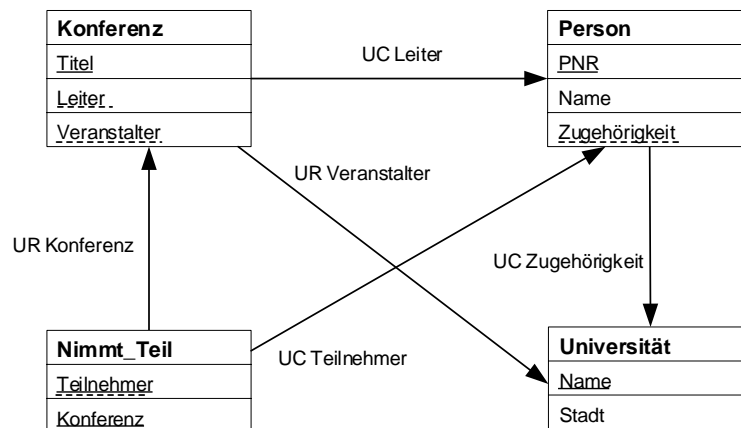 Konferenz
Titel
Leiter
Veranstalter
UC Leiter
Person
PNR
Name
Zugehörigkeit
UR Veranstalter
UR Konferenz
UC Zugehörigkeit
UC Teilnehmer
Nimmt_Teil
Teilnehmer
Konferenz
Universität
Name
Stadt